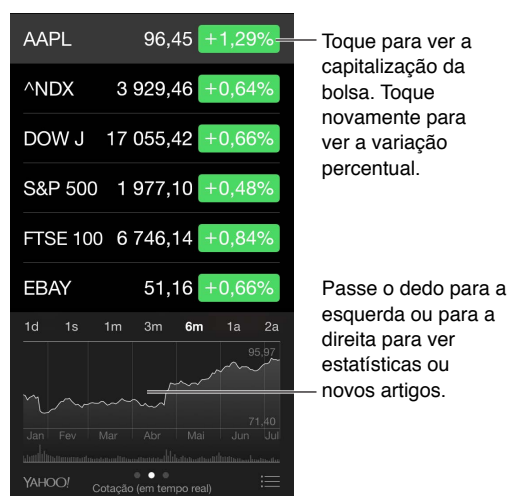 AAPL 96,45 +1,29%
^NDX 3 929,46 +0,64%
DOW J 17 055,42 +0,66%
S&P 500 1 977,10 +0,48%
FTSE 100 6 746,14 +0,84%
EBAY 51,16 +0,66%
1d 1s 1m 3m 6m 1a 2a
95,97
71,40
Jan Fev Mar Abr Mai Jun Jul
YAHOO!
Cotação (em tempo real)
Toque para ver a
capitalização da
bolsa. Toque
novamente para
ver a variação
percentual.
Passe o dedo para a
esquerda ou para a
direita para ver
estatísticas ou
novos artigos.